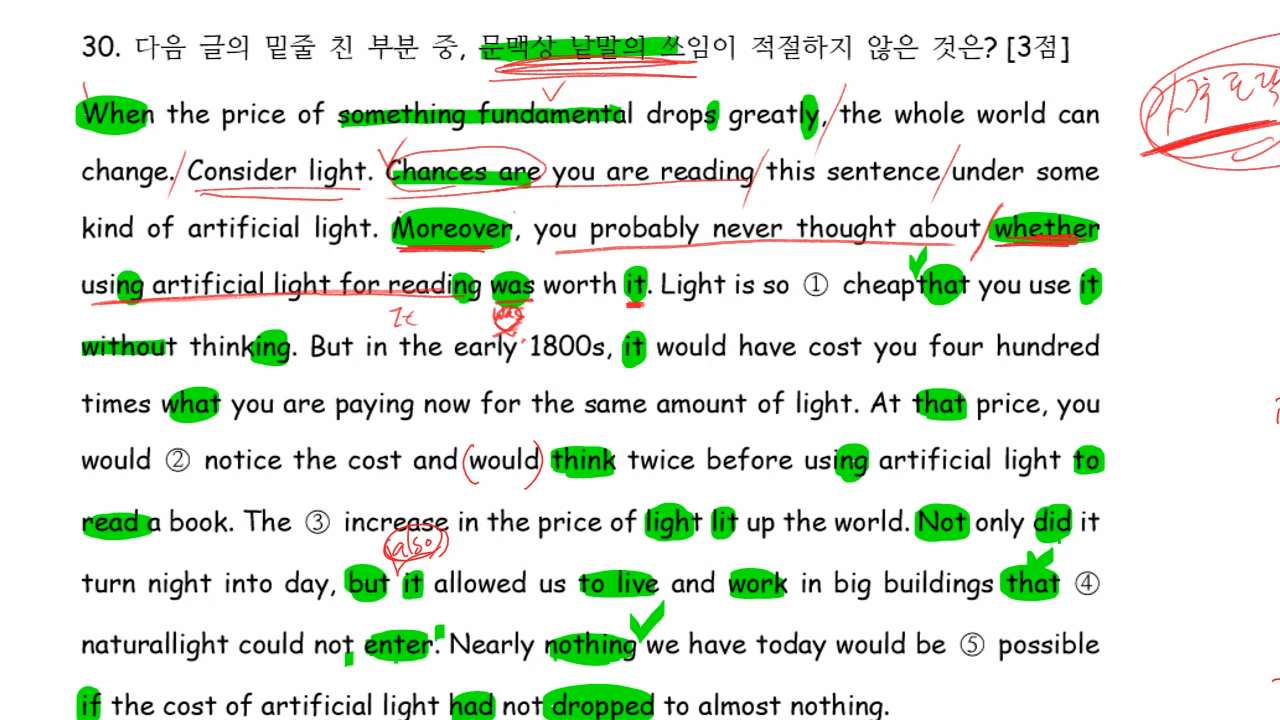 30. 다음 글의 밑줄 친 부분 중, 문맥상 낱말의 쓰임이 적절하지 않은 것은? [3점]
When the price of something fundamental drops greatly, the whole world can
아주 로
change. Consider light. Chances are you are reading this sentence under some
kind of artificial light. Moreover, you probably never thought about whether
using artificial light for reading was worth it. Light is so ① cheap that you use it
It was
without thinking. But in the early 1800s, it would have cost you four hundred
times what you are paying now for the same amount of light. At that price, you
would ② notice the cost and (would) think twice before using artificial light to
read a book. The ③ increase in the price of light lit up the world. Not only did it
(also)
turn night into day, but it allowed us to live and work in big buildings that ④
naturallight could not enter. Nearly nothing we have today would be ⑤ possible
if the cost of artificial light had not dropped to almost nothing.